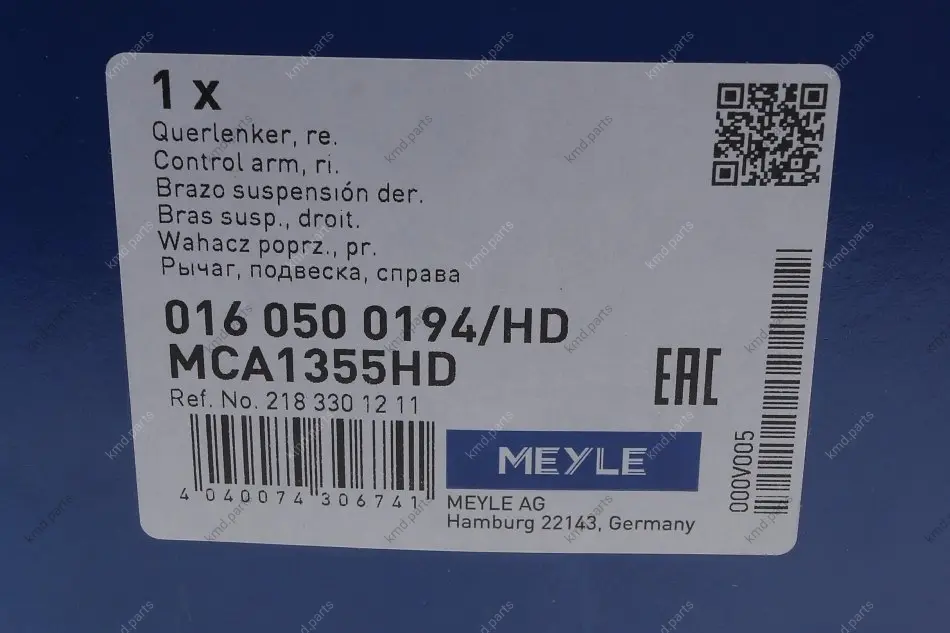 1 x
Querlenker, re.
Control arm, ri.
Brazo suspensión der.
Bras susp., droit.
Wahacz poprz., pr.
Рычаг, подвеска, справа
016 050 0194/HD
MCA1355HD
Ref. No. 218 330 12 11
4 040074 306741
EAC
MEYLE
MEYLE AG
Hamburg 22143, Germany
000V005
kmd.parts